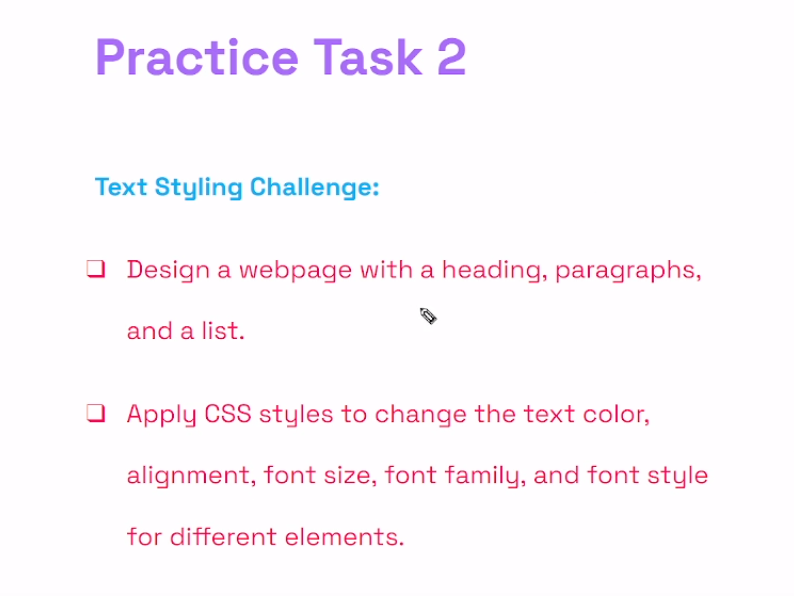 Practice Task 2
Text Styling Challenge:
❑ Design a webpage with a heading, paragraphs,
and a list.
❑ Apply CSS styles to change the text color,
alignment, font size, font family, and font style
for different elements.